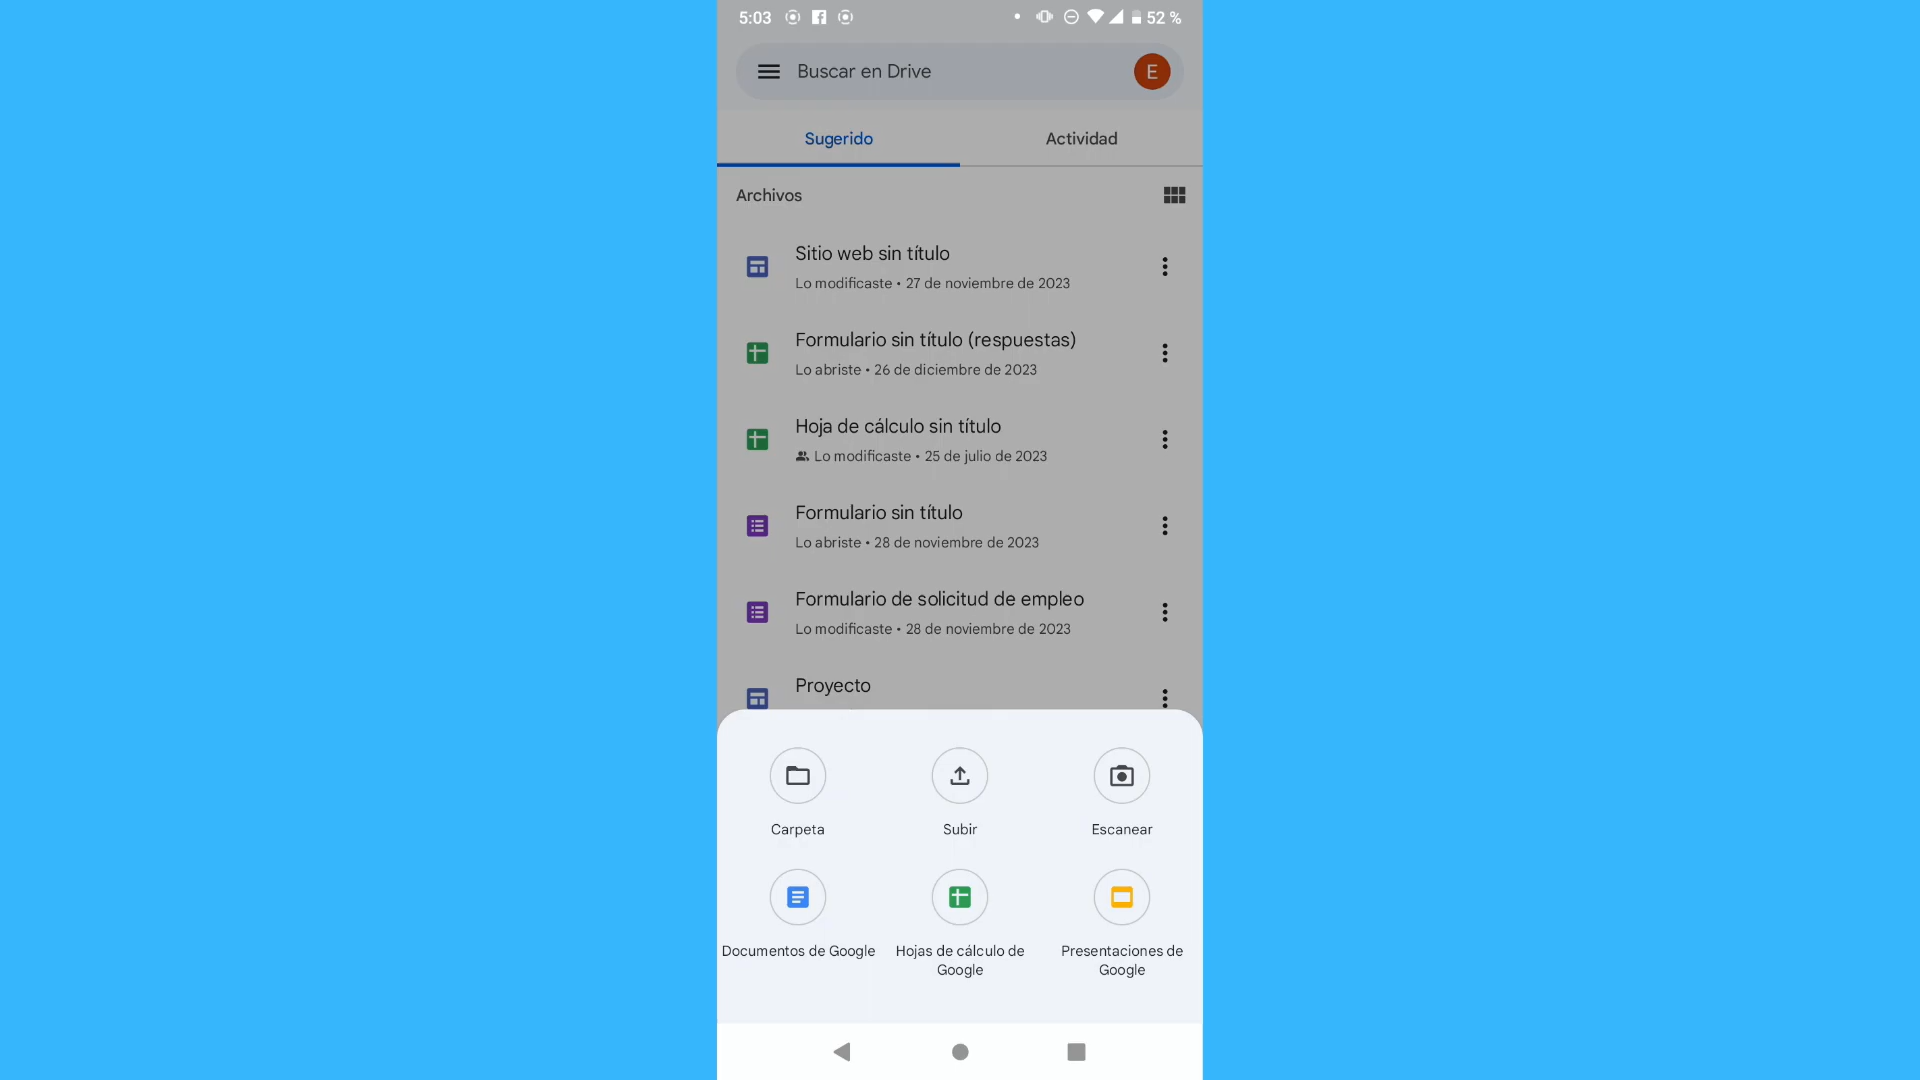 5:03
52 %
Buscar en Drive
E
Sugerido
Actividad
Archivos
Sitio web sin título
Lo modificaste • 27 de noviembre de 2023
Formulario sin título (respuestas)
Lo abriste • 26 de diciembre de 2023
Hoja de cálculo sin título
Lo modificaste • 25 de julio de 2023
Formulario sin título
Lo abriste • 28 de noviembre de 2023
Formulario de solicitud de empleo
Lo modificaste • 28 de noviembre de 2023
Proyecto
Carpeta
Subir
Escanear
Documentos de Google
Hojas de cálculo de
Google
Presentaciones de
Google